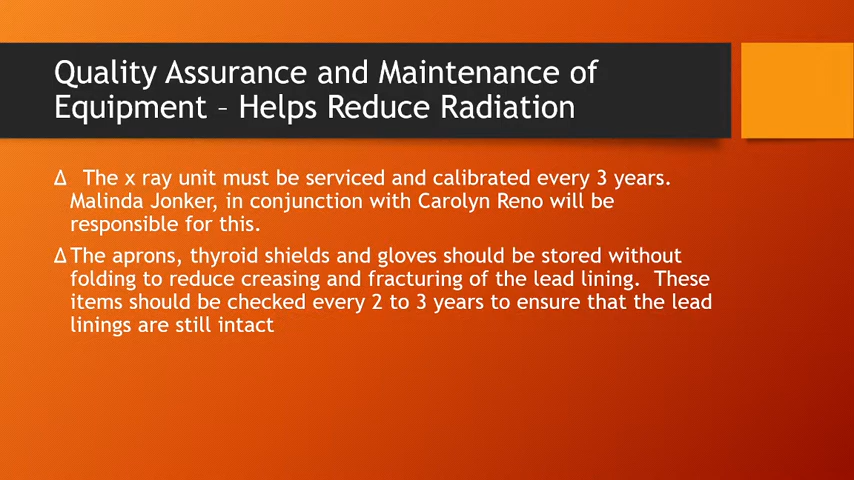 Quality Assurance and Maintenance of
Equipment – Helps Reduce Radiation
Δ The x ray unit must be serviced and calibrated every 3 years.
Malinda Jonker, in conjunction with Carolyn Reno will be
responsible for this.
Δ The aprons, thyroid shields and gloves should be stored without
folding to reduce creasing and fracturing of the lead lining. These
items should be checked every 2 to 3 years to ensure that the lead
linings are still intact